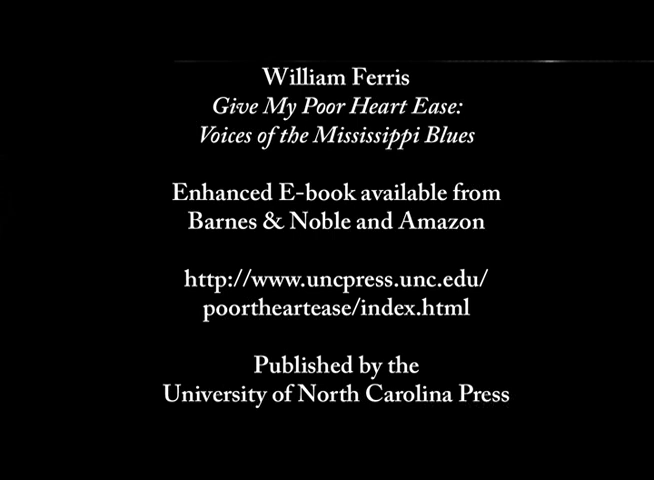 William Ferris
Give My Poor Heart Ease:
Voices of the Mississippi Blues
Enhanced E-book available from
Barnes & Noble and Amazon
http://www.uncpress.unc.edu/
poortheartease/index.html
Published by the
University of North Carolina Press